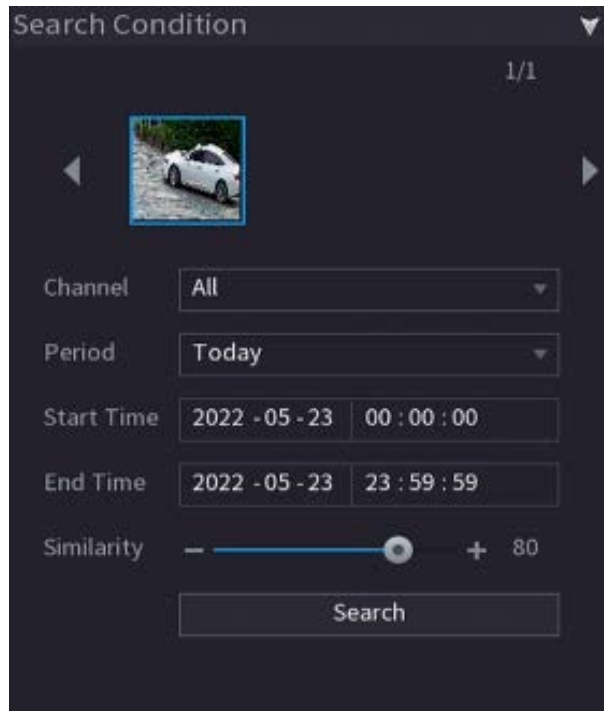 Search Condition
1/1
Channel All
Period Today
Start Time 2022 - 05 - 23 00 : 00 : 00
End Time 2022 - 05 - 23 23 : 59 : 59
Similarity − + 80
Search